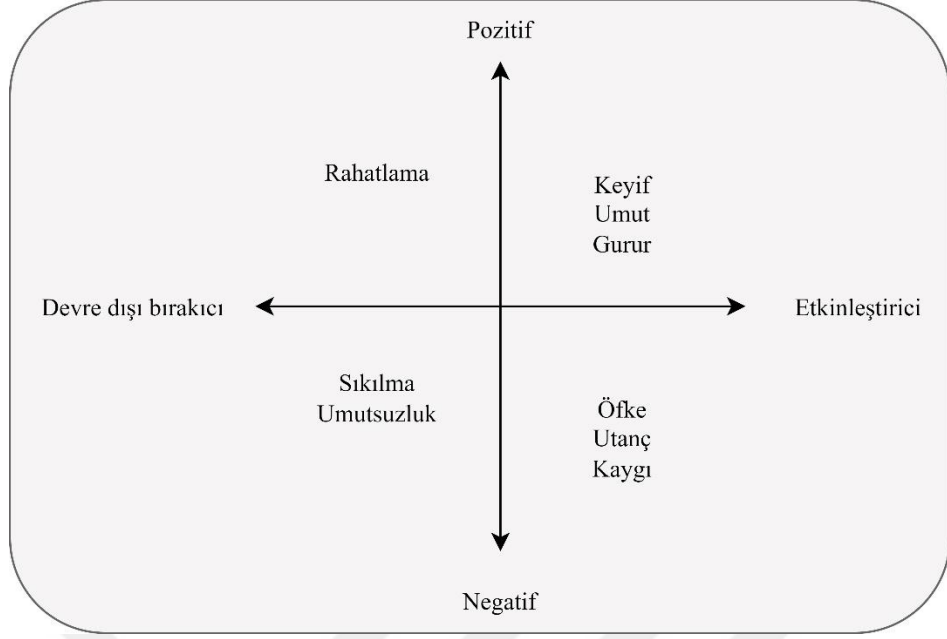 Pozitif
Rahatlama
Keyif
Umut
Gurur
Devre dışı bırakıcı
Etkinleştirici
Sıkılma
Umutsuzluk
Öfke
Utanç
Kaygı
Negatif